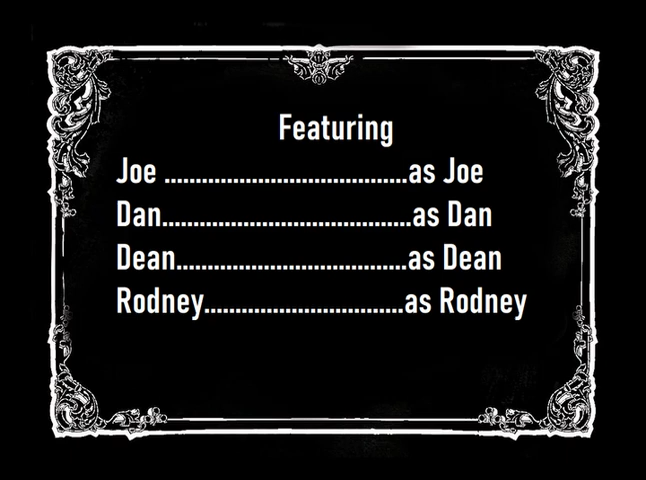 Featuring
Joe .......................................as Joe
Dan........................................as Dan
Dean.....................................as Dean
Rodney................................as Rodney